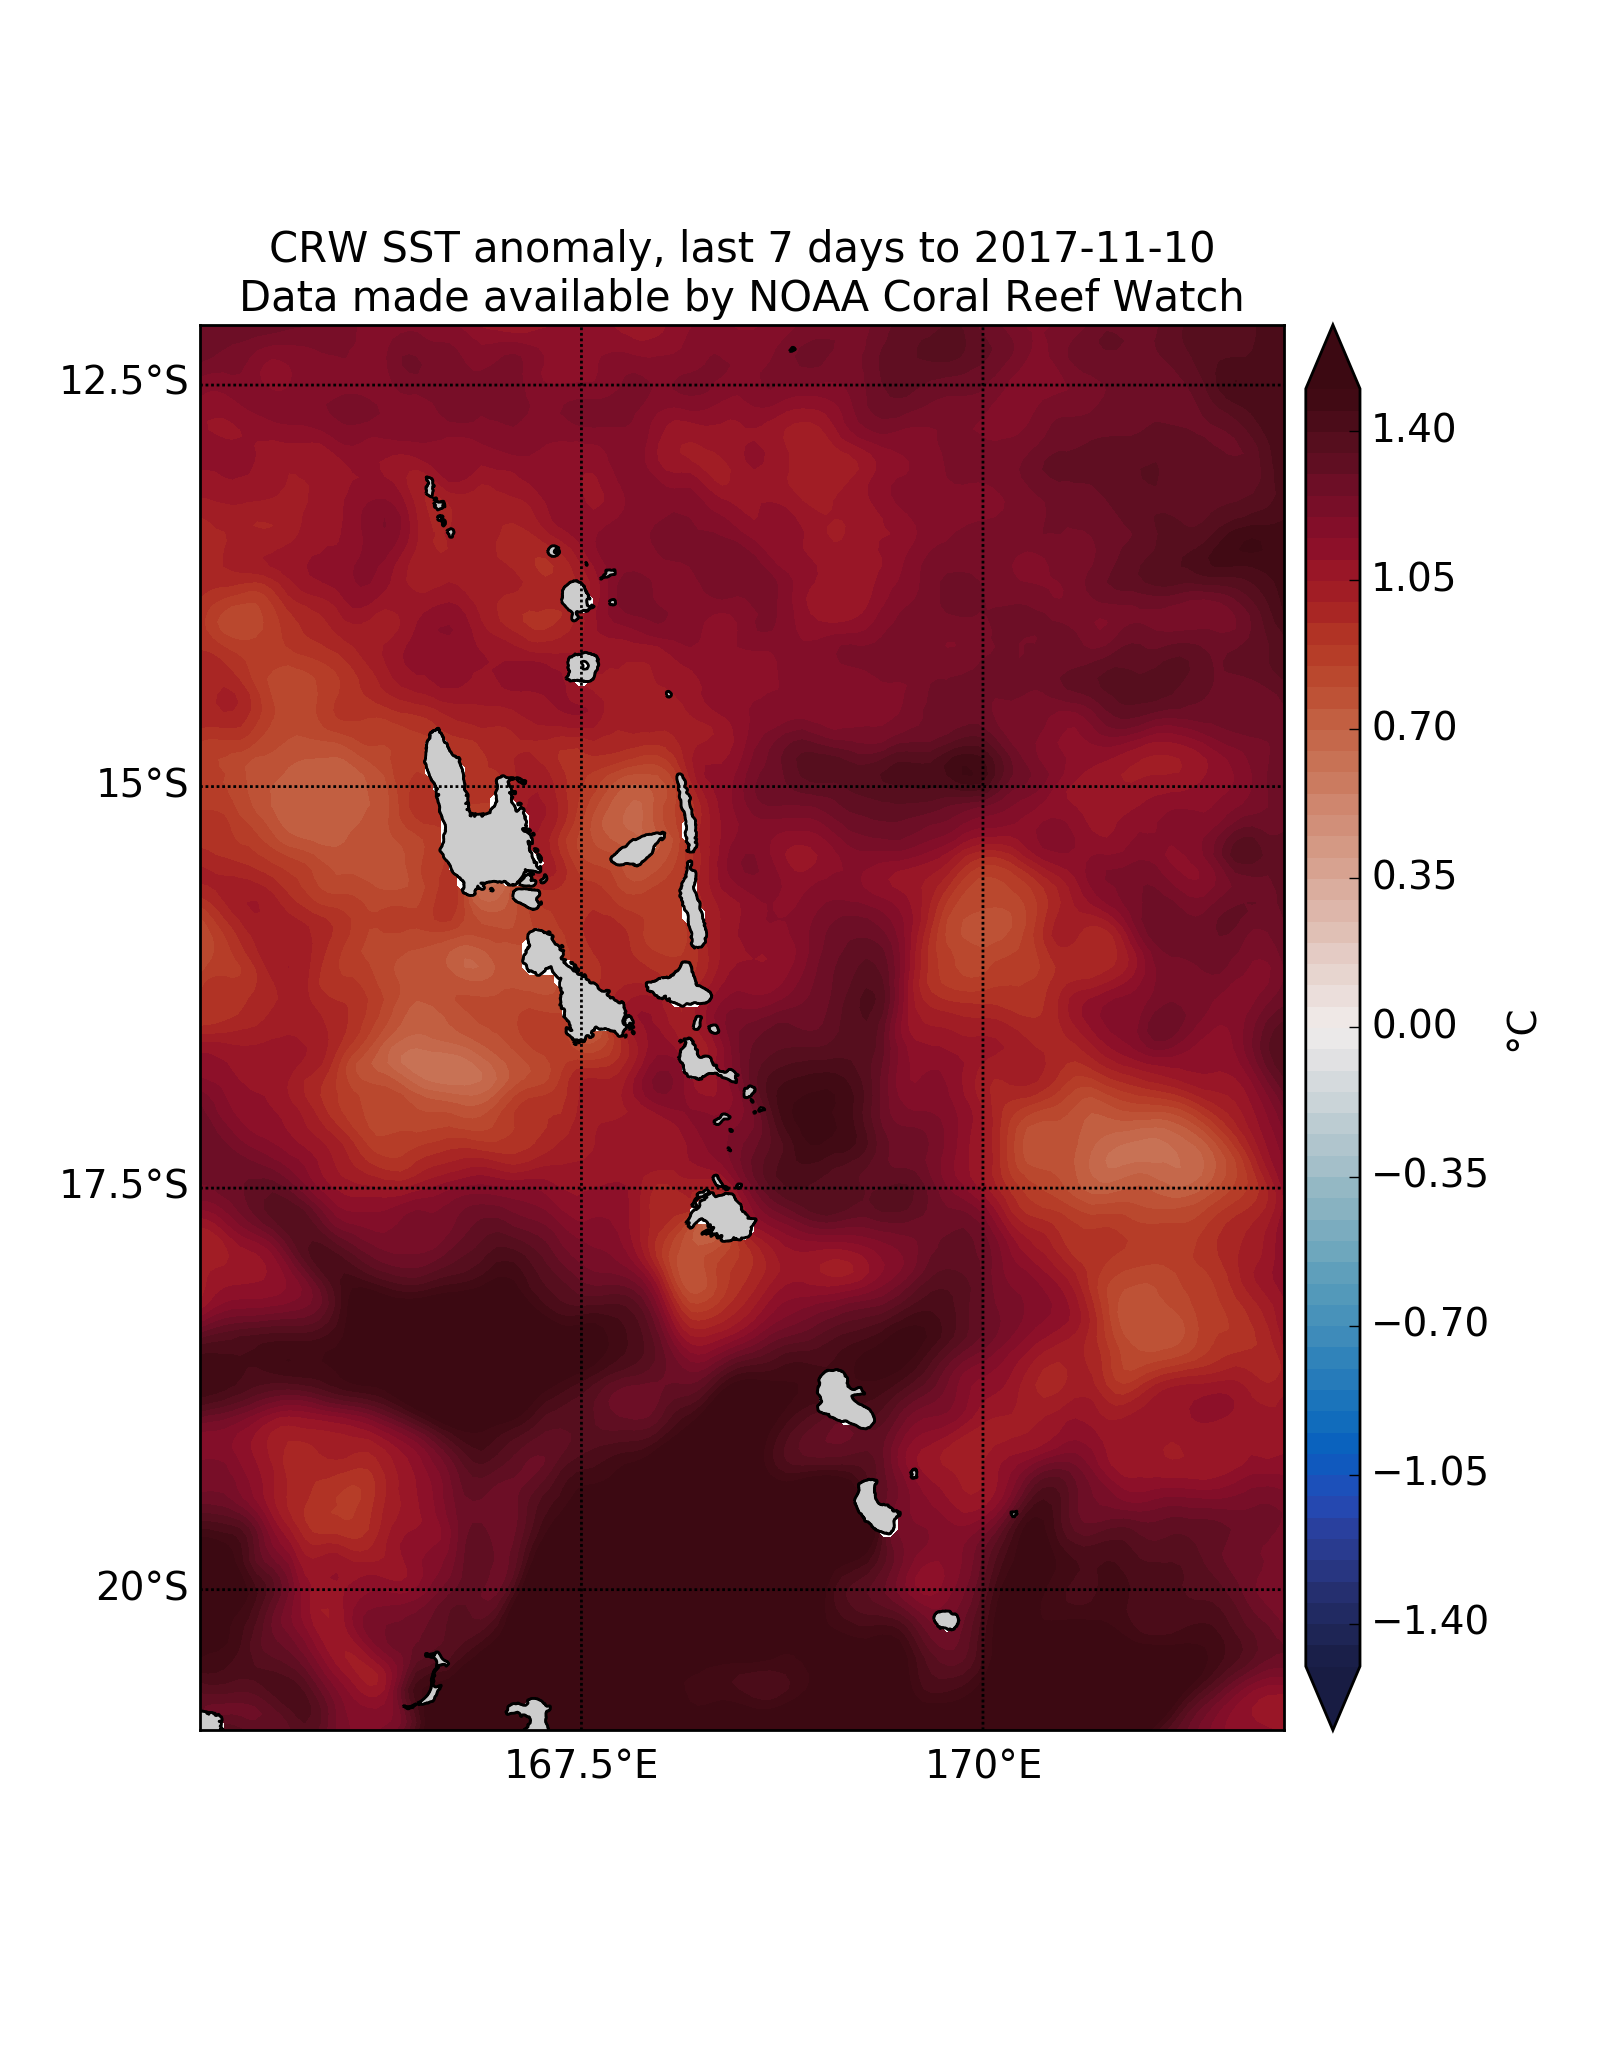 CRW SST anomaly, last 7 days to 2017-11-10
Data made available by NOAA Coral Reef Watch
12.5°S
15°S
17.5°S
20°S
167.5°E
170°E
1.40
1.05
0.70
0.35
0.00
−0.35
−0.70
−1.05
−1.40
°C